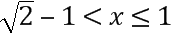 √2 − 1 < x ≤ 1